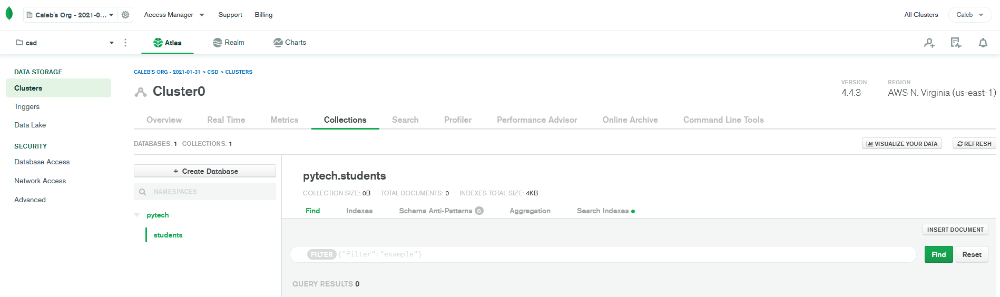 Caleb's Org - 2021-0... Access Manager Support Billing All Clusters Caleb
csd Atlas Realm Charts
DATA STORAGE
Clusters
Triggers
Data Lake
SECURITY
Database Access
Network Access
Advanced
CALEB'S ORG - 2021-01-31 > CSD > CLUSTERS
Cluster0
VERSION
4.4.3
REGION
AWS N. Virginia (us-east-1)
Overview Real Time Metrics Collections Search Profiler Performance Advisor Online Archive Command Line Tools
DATABASES: 1 COLLECTIONS: 1 VISUALIZE YOUR DATA REFRESH
+ Create Database
NAMESPACES
pytech
students
pytech.students
COLLECTION SIZE: 0B TOTAL DOCUMENTS: 0 INDEXES TOTAL SIZE: 4KB
Find Indexes Schema Anti-Patterns 0 Aggregation Search Indexes
INSERT DOCUMENT
FILTER {"filter":"example"} Find Reset
QUERY RESULTS 0